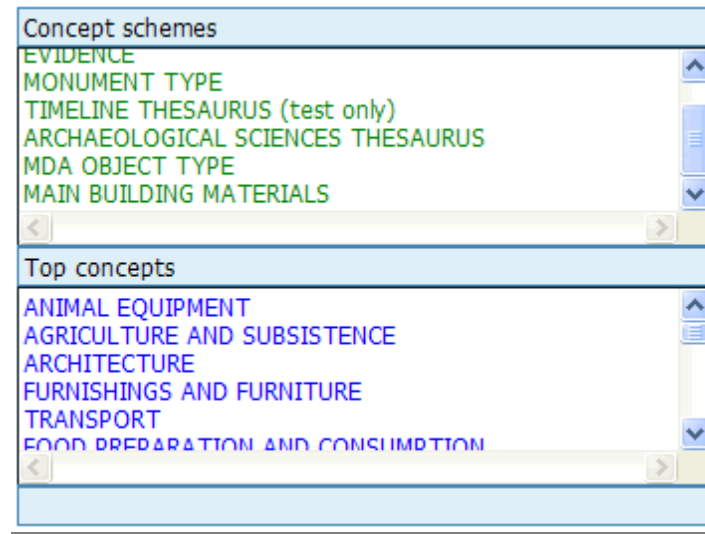 Concept schemes
EVIDENCE
MONUMENT TYPE
TIMELINE THESAURUS (test only)
ARCHAEOLOGICAL SCIENCES THESAURUS
MDA OBJECT TYPE
MAIN BUILDING MATERIALS
Top concepts
ANIMAL EQUIPMENT
AGRICULTURE AND SUBSISTENCE
ARCHITECTURE
FURNISHINGS AND FURNITURE
TRANSPORT
FOOD PREPARATION AND CONSUMPTION